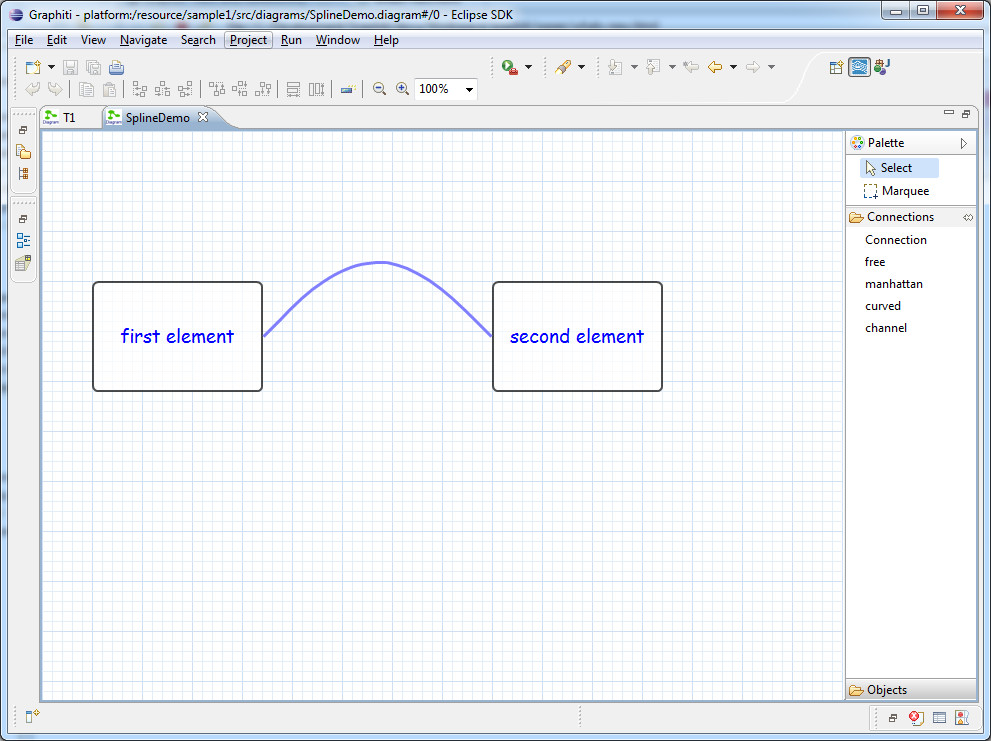 Graphiti - platform:/resource/sample1/src/diagrams/SplineDemo.diagram#/0 - Eclipse SDK
File Edit View Navigate Search Project Run Window Help
100%
T1
SplineDemo
Palette
Select
Marquee
Connections
Connection
free
manhattan
curved
channel
first element
second element
Objects